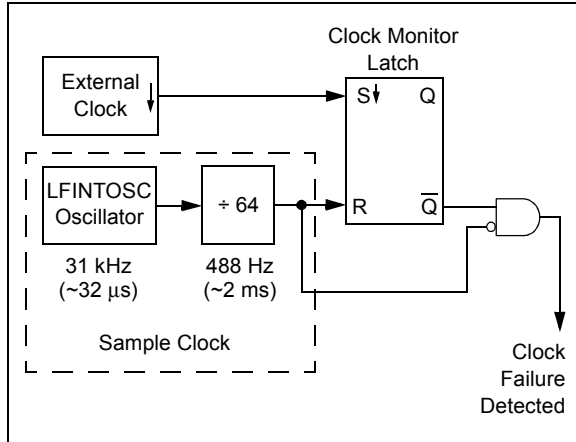 Clock Monitor
Latch
External
Clock
S
Q
LFINTOSC
Oscillator
÷ 64
R
Q
31 kHz
(~32 μs)
488 Hz
(~2 ms)
Sample Clock
Clock
Failure
Detected